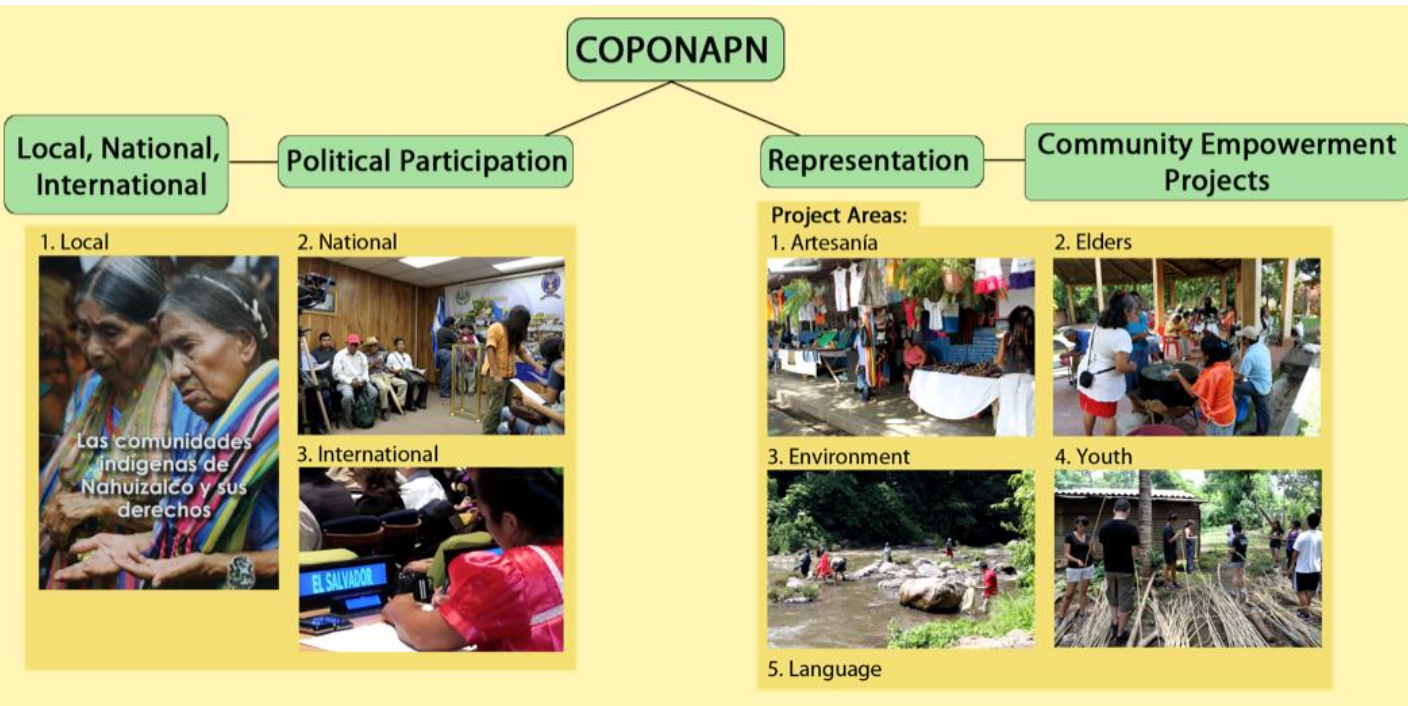 COPONAPN
Local, National,
International
Political Participation
Representation
Community Empowerment
Projects
1. Local
2. National
Las comunidades
indígenas de
Nahuizalco y sus
derechos
3. International
EL SALVADOR
Project Areas:
1. Artesanía
2. Elders
3. Environment
4. Youth
5. Language